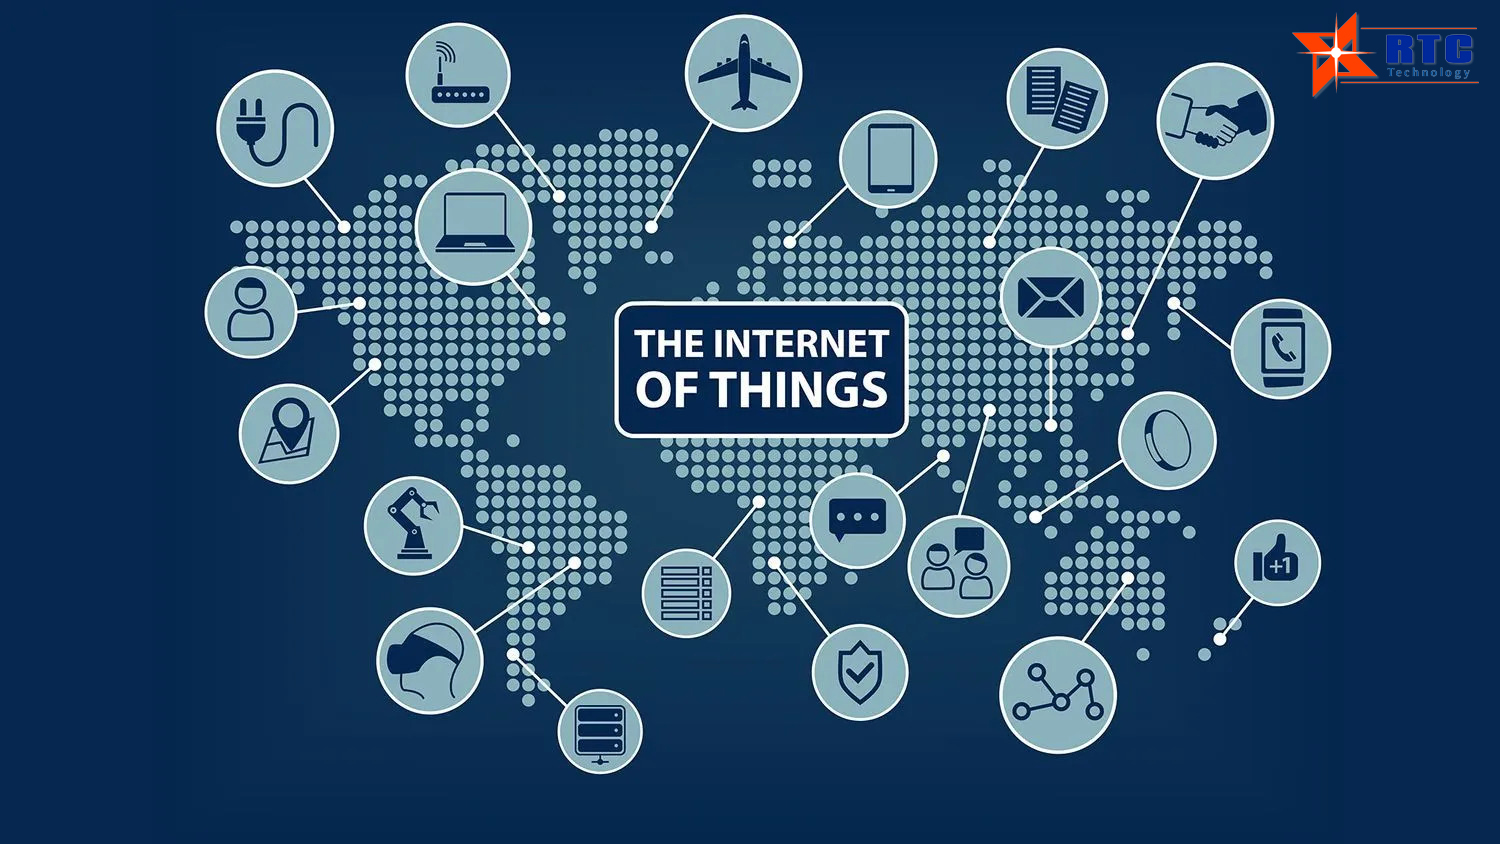 RTC
Technology
THE INTERNET
OF THINGS
+1